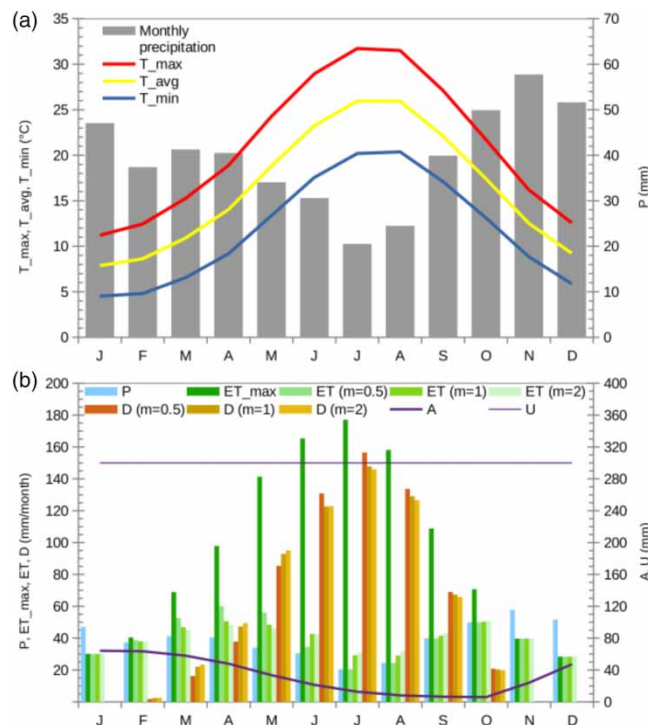 (a)
35
30
25
20
15
10
5
0
T_max, T_avg, T_min (°C)
Monthly
precipitation
T_max
T_avg
T_min
70
60
50
40
30
20
10
0
P (mm)
J F M A M J J A S O N D
(b)
200
180
160
140
120
100
80
60
40
20
P, ET_max, ET, D (mm/month)
P ET_max ET (m=0.5) ET (m=1) ET (m=2)
D (m=0.5) D (m=1) D (m=2) A U
400
360
320
280
240
200
160
120
80
40
0
A, U (mm)
J F M A M J J A S O N D